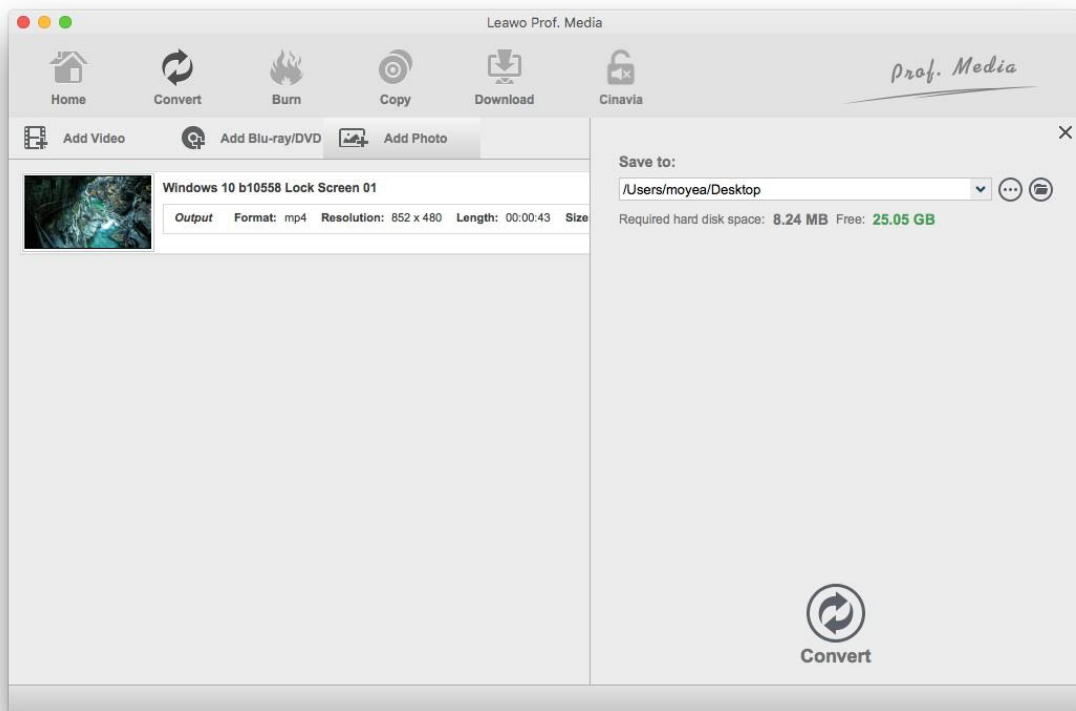 Leawo Prof. Media
Home Convert Burn Copy Download Cinavia
Prof. Media
Add Video Add Blu-ray/DVD Add Photo
Windows 10 b10558 Lock Screen 01
Output Format: mp4 Resolution: 852 x 480 Length: 00:00:43 Size
Save to:
/Users/moyea/Desktop
Required hard disk space: 8.24 MB Free: 25.05 GB
Convert